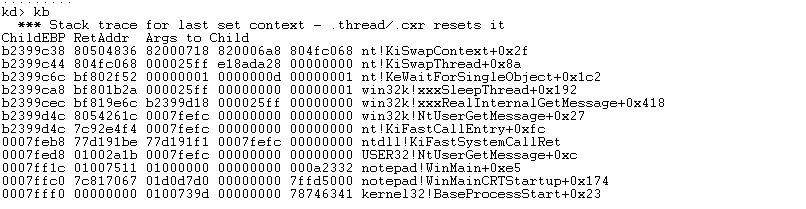 kd> kb
*** Stack trace for last set context - .thread/.cxr resets it
ChildEBP RetAddr Args to Child
b2399c38 80504836 82000718 820006a8 804fc068 nt!KiSwapContext+0x2f
b2399c44 804fc068 000025ff e18ada28 00000000 nt!KiSwapThread+0x8a
b2399c6c bf802f52 00000001 0000000d 00000001 nt!KeWaitForSingleObject+0x1c2
b2399ca8 bf801b2a 000025ff 00000000 00000001 win32k!xxxSleepThread+0x192
b2399cec bf819e6c b2399d18 000025ff 00000000 win32k!xxxRealInternalGetMessage+0x418
b2399d4c 8054261c 0007fefc 00000000 00000000 win32k!NtUserGetMessage+0x27
b2399d4c 7c92e4f4 0007fefc 00000000 00000000 nt!KiFastCallEntry+0xfc
0007feb8 77d191be 77d191f1 0007fefc 00000000 ntdll!KiFastSystemCallRet
0007fed8 01002a1b 0007fefc 00000000 00000000 USER32!NtUserGetMessage+0xc
0007ff1c 01007511 01000000 00000000 000a2332 notepad!WinMain+0xe5
0007ffc0 7c817067 01d0d7d0 00000000 7ffd5000 notepad!WinMainCRTStartup+0x174
0007fff0 00000000 0100739d 00000000 78746341 kernel32!BaseProcessStart+0x23